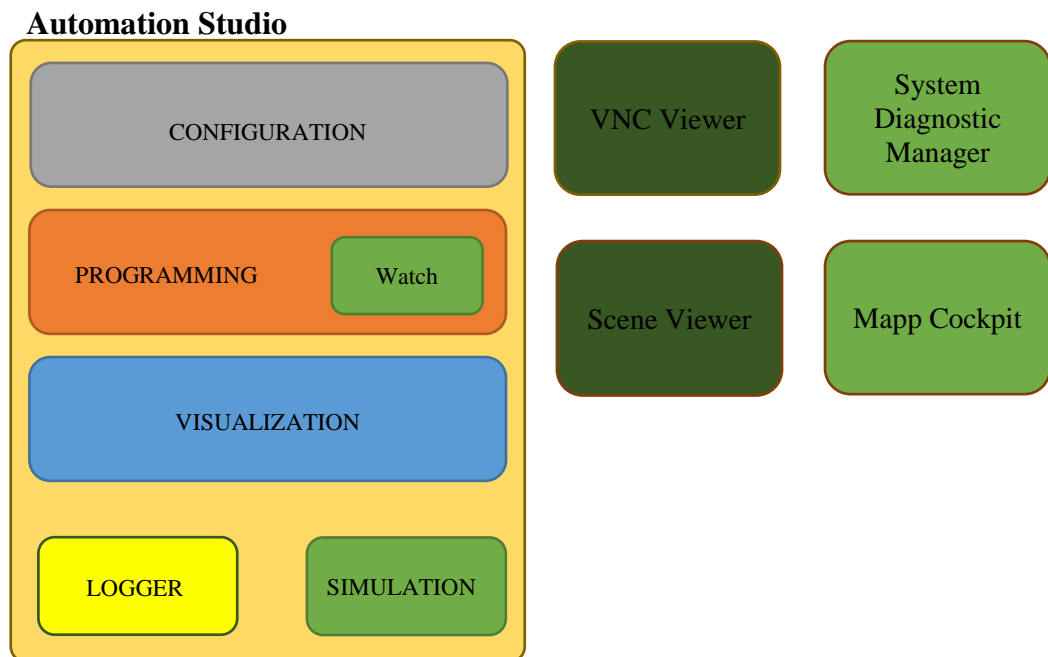 Automation Studio
CONFIGURATION
PROGRAMMING
Watch
VISUALIZATION
LOGGER
SIMULATION
VNC Viewer
System
Diagnostic
Manager
Scene Viewer
Mapp Cockpit